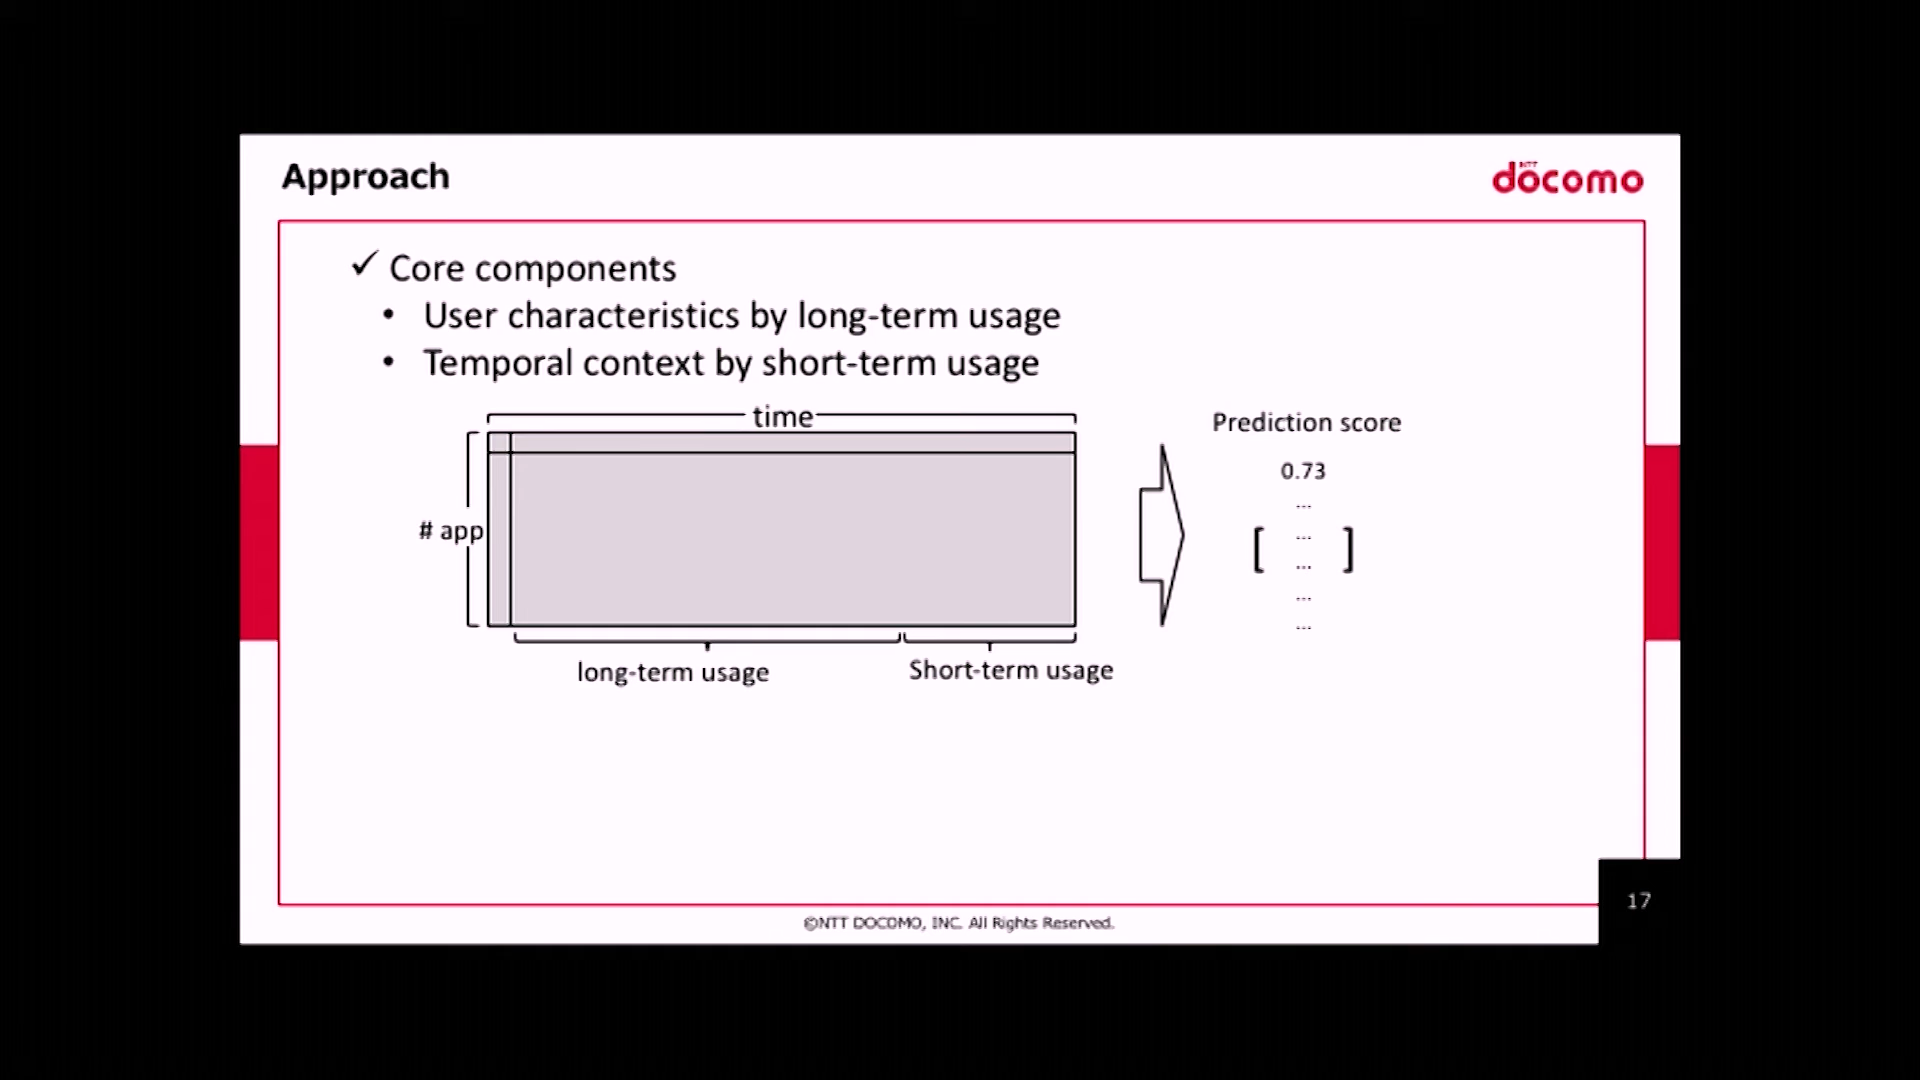 Approach
NTT
docomo
✓ Core components
• User characteristics by long-term usage
• Temporal context by short-term usage
time
# app
long-term usage
Short-term usage
Prediction score
0.73
...
[ ... ]
...
...
...
©NTT DOCOMO, INC. All Rights Reserved.
17